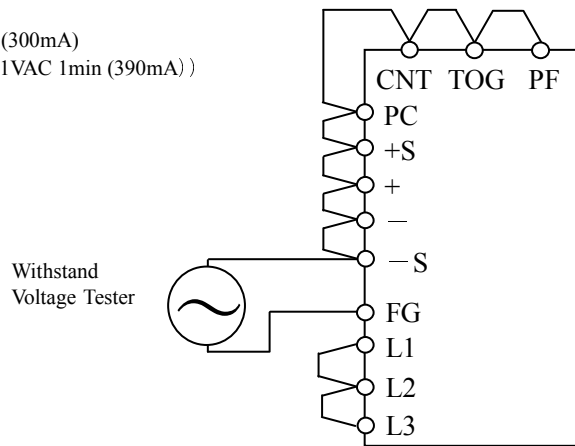 (300mA)
1VAC 1min (390mA））
CNT TOG PF
PC
+S
+
－
－S
Withstand
Voltage Tester
FG
L1
L2
L3